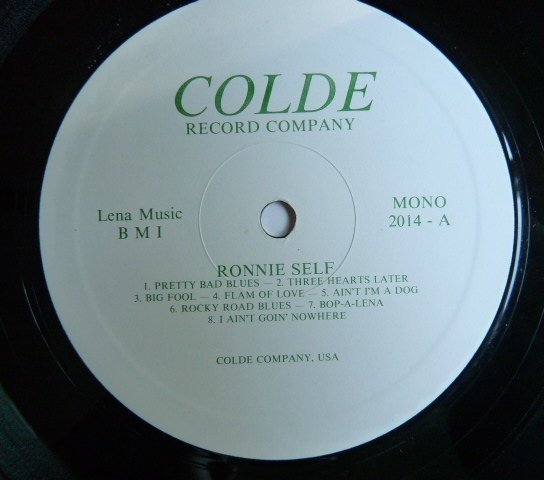 COLDE
RECORD COMPANY
Lena Music
B M I
MONO
2014 - A
RONNIE SELF
1. PRETTY BAD BLUES — 2. THREE HEARTS LATER
3. BIG FOOL — 4. FLAM OF LOVE — 5. AIN'T I'M A DOG
6. ROCKY ROAD BLUES — 7. BOP-A-LENA
8. I AIN'T GOIN' NOWHERE
COLDE COMPANY, USA